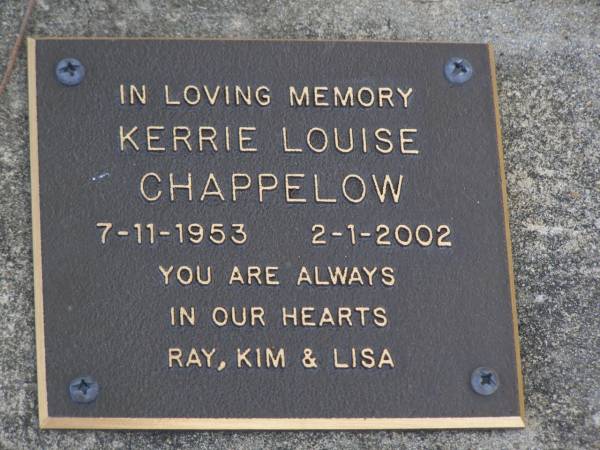 IN LOVING MEMORY
KERRIE LOUISE
CHAPPELOW
7-11-1953 2-1-2002
YOU ARE ALWAYS
IN OUR HEARTS
RAY, KIM & LISA